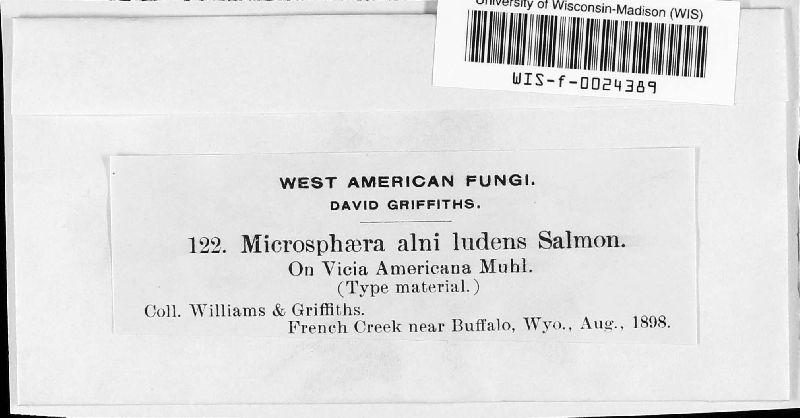 University of Wisconsin-Madison (WIS)
WIS-f-0024389
WEST AMERICAN FUNGI.
DAVID GRIFFITHS.
122. Microsphæra alni ludens Salmon.
On Vicia Americana Muhl.
(Type material.)
Coll. Williams & Griffiths.
French Creek near Buffalo, Wyo., Aug., 1898.